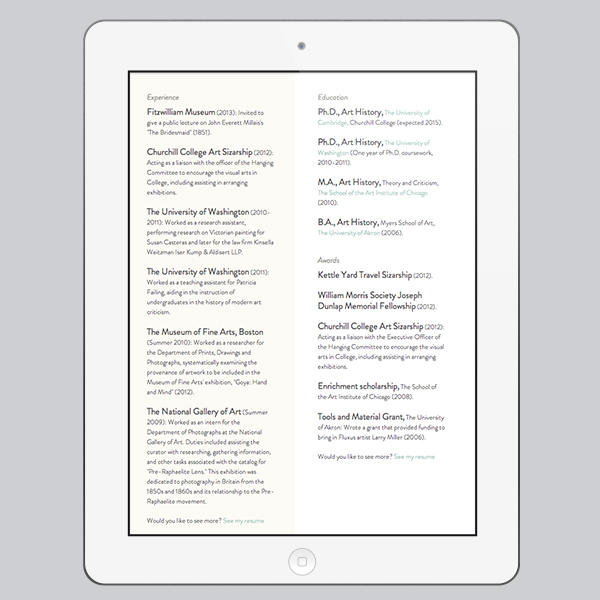 Experience
Fitzwilliam Museum (2013): Invited to
give a public lecture on John Everett Millais's
"The Bridesmaid" (1851).
Churchill College Art Sizarship (2012):
Acting as a liaison with the officer of the Hanging
Committee to encourage the visual arts in
College, including assisting in arranging
exhibitions.
The University of Washington (2010-
2011): Worked as a research assistant,
performing research on Victorian painting for
Susan Casteras and later for the law firm Kinsella
Weitzman Iser Kump & Aldisert LLP.
The University of Washington (2011):
Worked as a teaching assistant for Patricia
Failing, aiding in the instruction of
undergraduates in the history of modern art
criticism.
The Museum of Fine Arts, Boston
(Summer 2010): Worked as a researcher for
the Department of Prints, Drawings and
Photographs, systematically examining the
provenance of artwork to be included in the
Museum of Fine Arts' exhibition, "Goya: Hand
and Mind" (2012).
The National Gallery of Art (Summer
2009): Worked as an intern for the
Department of Photographs at the National
Gallery of Art. Duties included assisting the
curator with researching, gathering information,
and other tasks associated with the catalog for
"Pre-Raphaelite Lens." This exhibition was
dedicated to photography in Britain from the
1850s and 1860s and its relationship to the Pre-
Raphaelite movement.
Would you like to see more? See my resume
Education
Ph.D., Art History, The University of
Cambridge, Churchill College (expected 2015).
Ph.D., Art History, The University of
Washington (One year of Ph.D. coursework,
2010-2011).
M.A., Art History, Theory and Criticism,
The School of the Art Institute of Chicago
(2010).
B.A., Art History, Myers School of Art,
The University of Akron (2006).
Awards
Kettle Yard Travel Sizarship (2012).
William Morris Society Joseph
Dunlap Memorial Fellowship (2012).
Churchill College Art Sizarship (2012):
Acting as a liaison with the Executive Officer of
the Hanging Committee to encourage the visual
arts in College, including assisting in arranging
exhibitions.
Enrichment scholarship, The School of
the Art Institute of Chicago (2008).
Tools and Material Grant, The University
of Akron: Wrote a grant that provided funding to
bring in Fluxus artist Larry Miller (2006).
Would you like to see more? See my resume